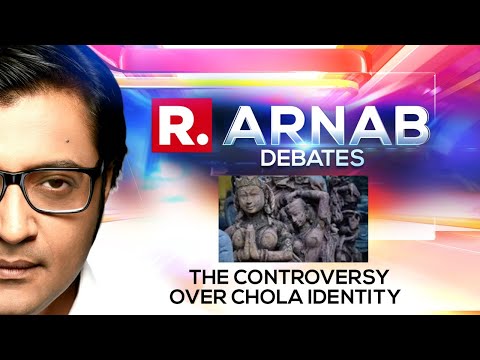 R. ARNAB
DEBATES
THE CONTROVERSY
OVER CHOLA IDENTITY